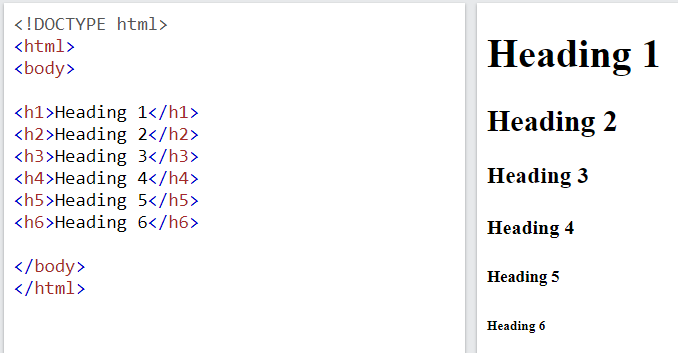 <!DOCTYPE html>
<html>
<body>
<h1>Heading 1</h1>
<h2>Heading 2</h2>
<h3>Heading 3</h3>
<h4>Heading 4</h4>
<h5>Heading 5</h5>
<h6>Heading 6</h6>
</body>
</html>
Heading 1
Heading 2
Heading 3
Heading 4
Heading 5
Heading 6